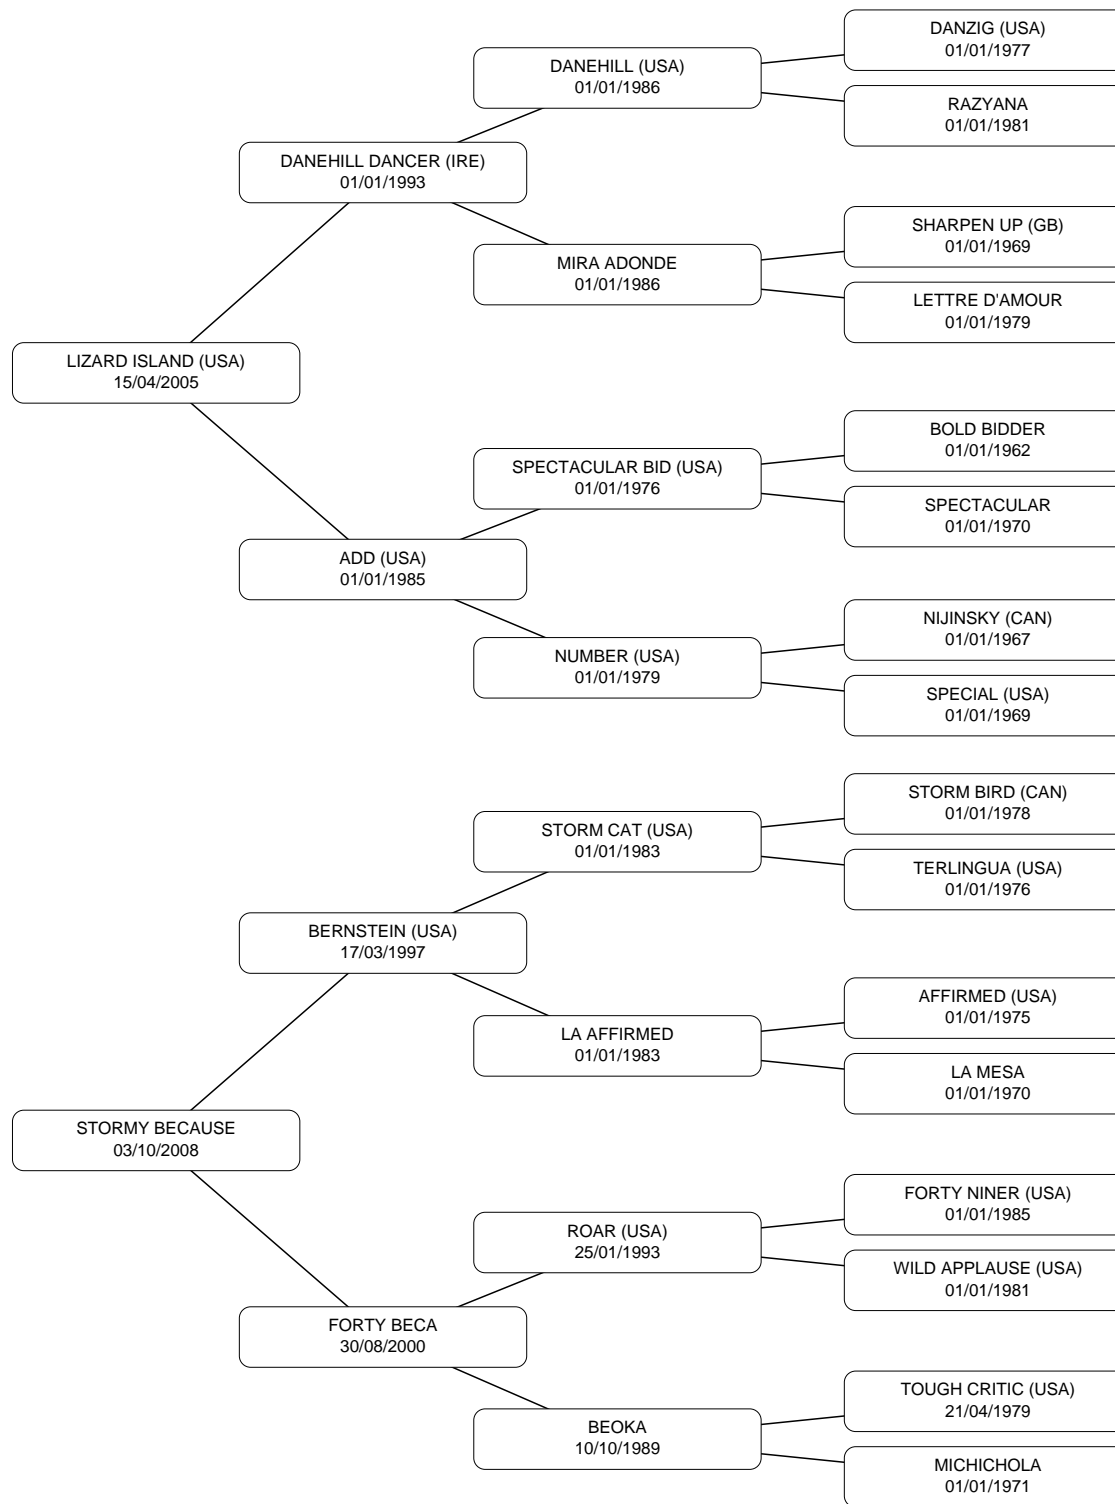 DANZIG (USA)
01/01/1977
DANEHILL (USA)
01/01/1986
RAZYANA
01/01/1981
DANEHILL DANCER (IRE)
01/01/1993
SHARPEN UP (GB)
01/01/1969
MIRA ADONDE
01/01/1986
LETTRE D'AMOUR
01/01/1979
LIZARD ISLAND (USA)
15/04/2005
BOLD BIDDER
01/01/1962
SPECTACULAR BID (USA)
01/01/1976
SPECTACULAR
01/01/1970
ADD (USA)
01/01/1985
NIJINSKY (CAN)
01/01/1967
NUMBER (USA)
01/01/1979
SPECIAL (USA)
01/01/1969
STORM BIRD (CAN)
01/01/1978
STORM CAT (USA)
01/01/1983
TERLINGUA (USA)
01/01/1976
BERNSTEIN (USA)
17/03/1997
AFFIRMED (USA)
01/01/1975
LA AFFIRMED
01/01/1983
LA MESA
01/01/1970
STORMY BECAUSE
03/10/2008
FORTY NINER (USA)
01/01/1985
ROAR (USA)
25/01/1993
WILD APPLAUSE (USA)
01/01/1981
FORTY BECA
30/08/2000
TOUGH CRITIC (USA)
21/04/1979
BEOKA
10/10/1989
MICHICHOLA
01/01/1971